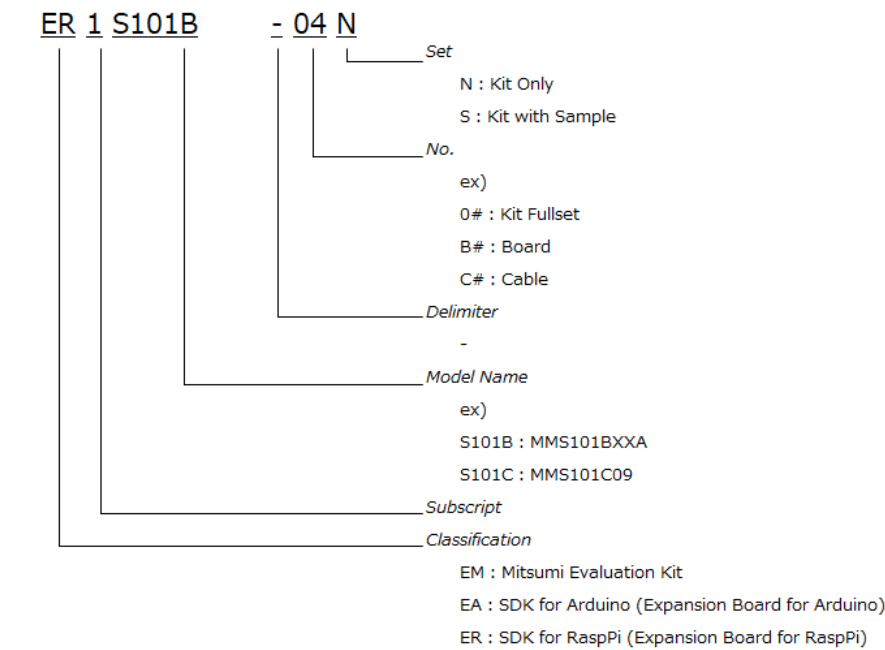 ER 1 S101B - 04 N
Set
N : Kit Only
S : Kit with Sample
No.
ex)
0# : Kit Fullset
B# : Board
C# : Cable
Delimiter
-
Model Name
ex)
S101B : MMS101BXXA
S101C : MMS101C09
Subscript
Classification
EM : Mitsumi Evaluation Kit
EA : SDK for Arduino (Expansion Board for Arduino)
ER : SDK for RaspPi (Expansion Board for RaspPi)